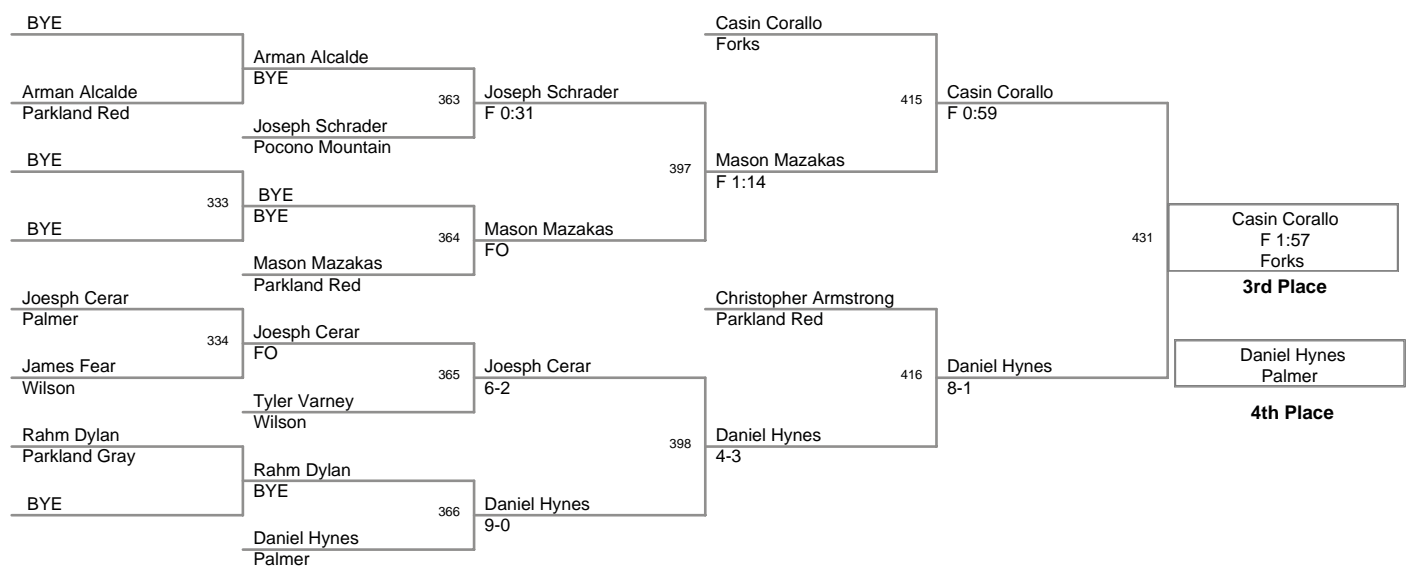 BYE
Arman Alcalde
Parkland Red
BYE
333
BYE
Joesph Cerar
Palmer
334
James Fear
Wilson
Rahm Dylan
Parkland Gray
BYE
Arman Alcalde
BYE
363
Joseph Schrader
Pocono Mountain
BYE
BYE
364
Mason Mazakas
Parkland Red
Joesph Cerar
FO
365
Tyler Varney
Wilson
Rahm Dylan
BYE
366
Daniel Hynes
Palmer
Joseph Schrader
F 0:31
397
Mason Mazakas
FO
Joesph Cerar
6-2
398
Daniel Hynes
9-0
Casin Corallo
Forks
415
Mason Mazakas
F 1:14
Christopher Armstrong
Parkland Red
416
Daniel Hynes
4-3
Casin Corallo
F 0:59
431
Daniel Hynes
8-1
Casin Corallo
F 1:57
Forks
3rd Place
Daniel Hynes
Palmer
4th Place